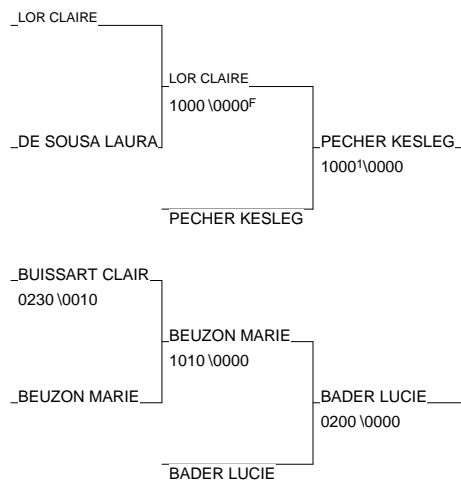 LOR CLAIRE
LOR CLAIRE
1000 \0000F
DE SOUSA LAURA
PECHER KESLEG
10001\0000
PECHER KESLEG
BUISSART CLAIR
0230 \0010
BEUZON MARIE
1010 \0000
BEUZON MARIE
BADER LUCIE
0200 \0000
BADER LUCIE